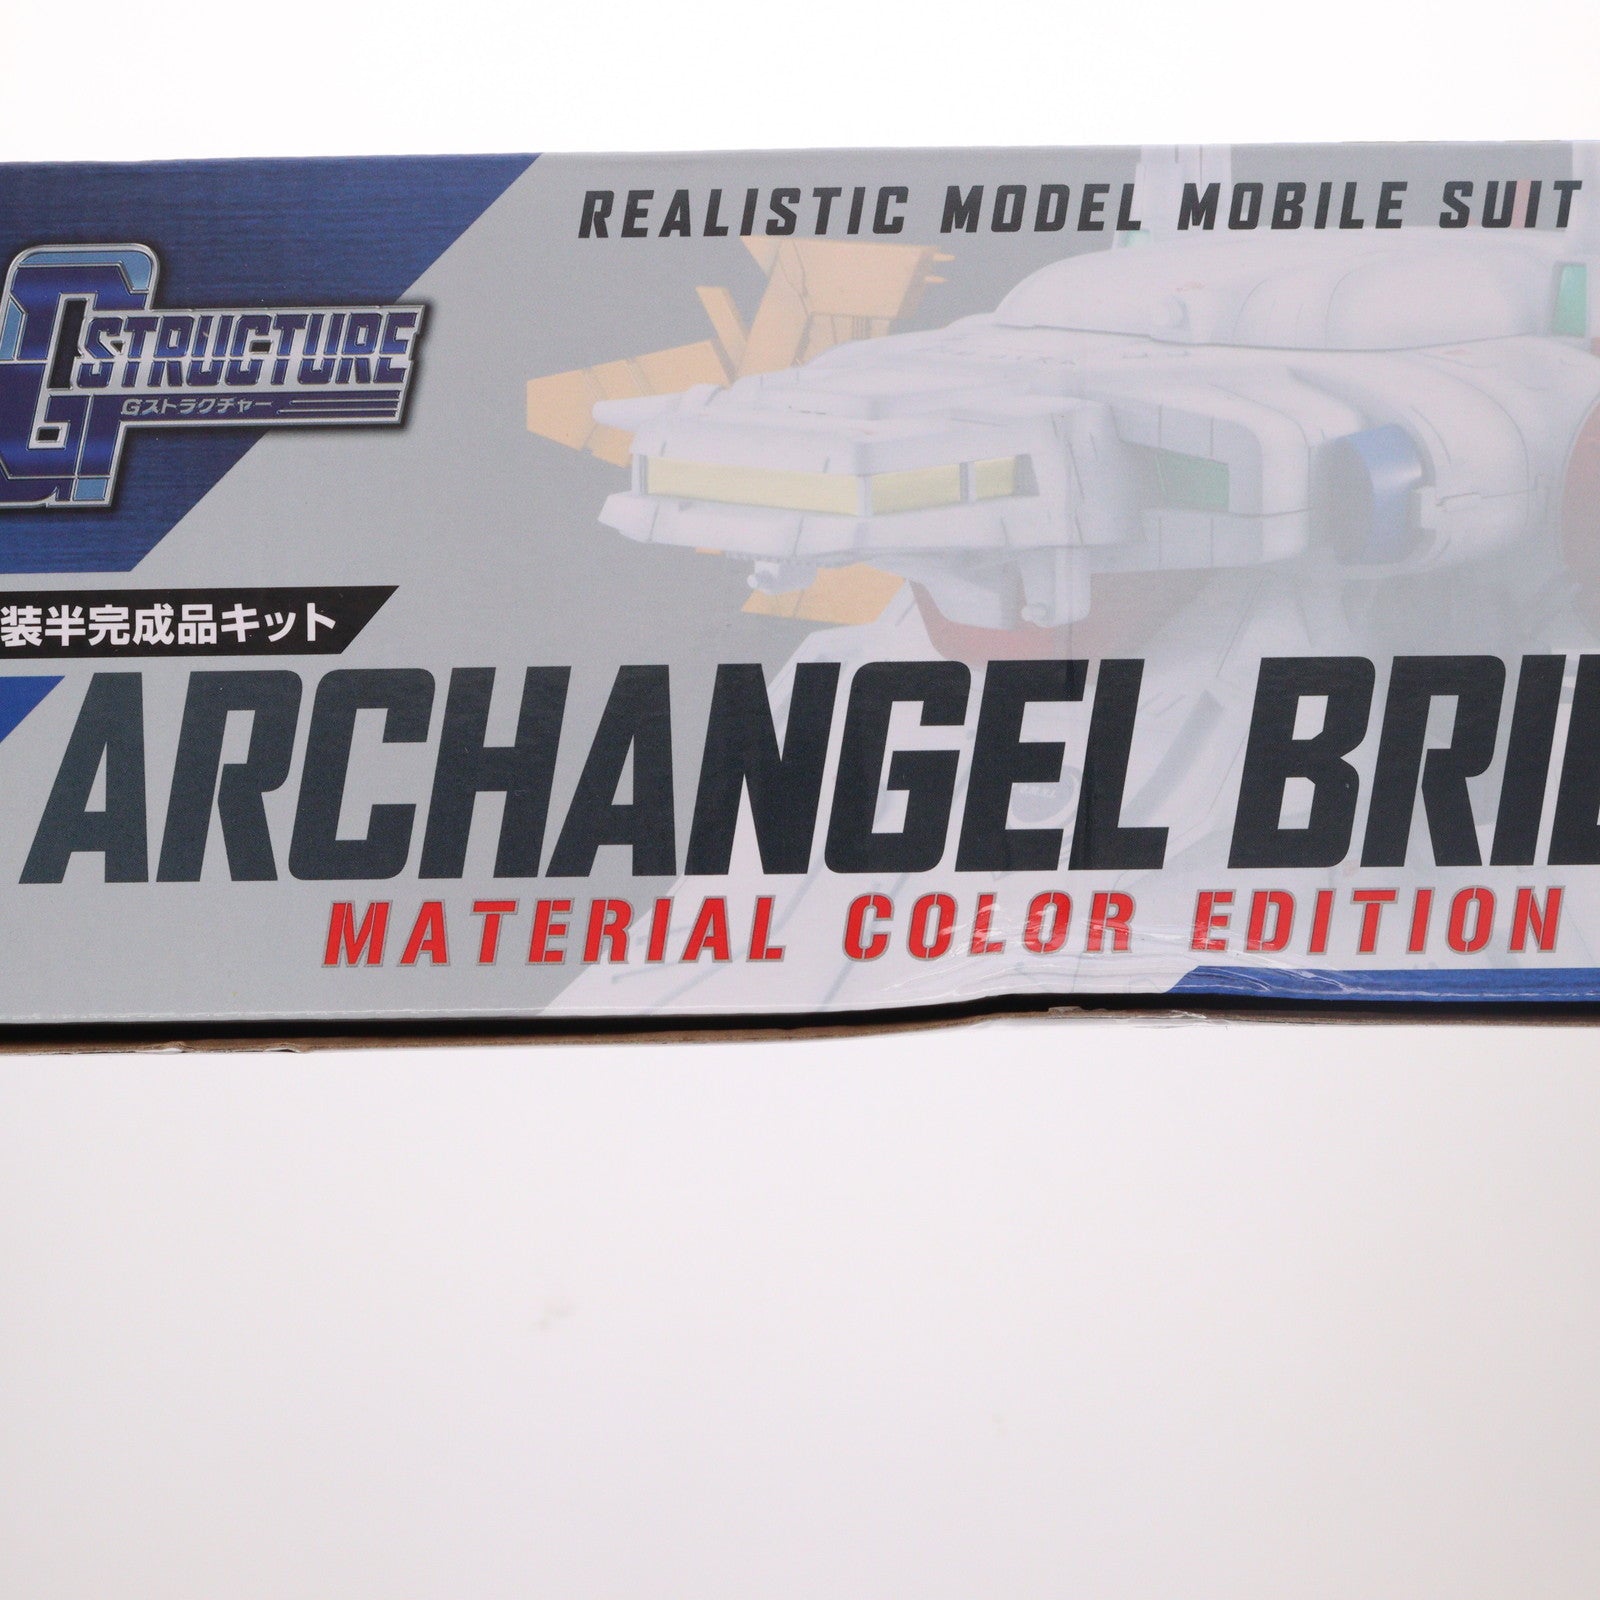 REALISTIC MODEL MOBILE SUIT
G STRUCTURE
Gストラクチャー
装半完成品キット
ARCHANGEL BRI
MATERIAL COLOR EDITION